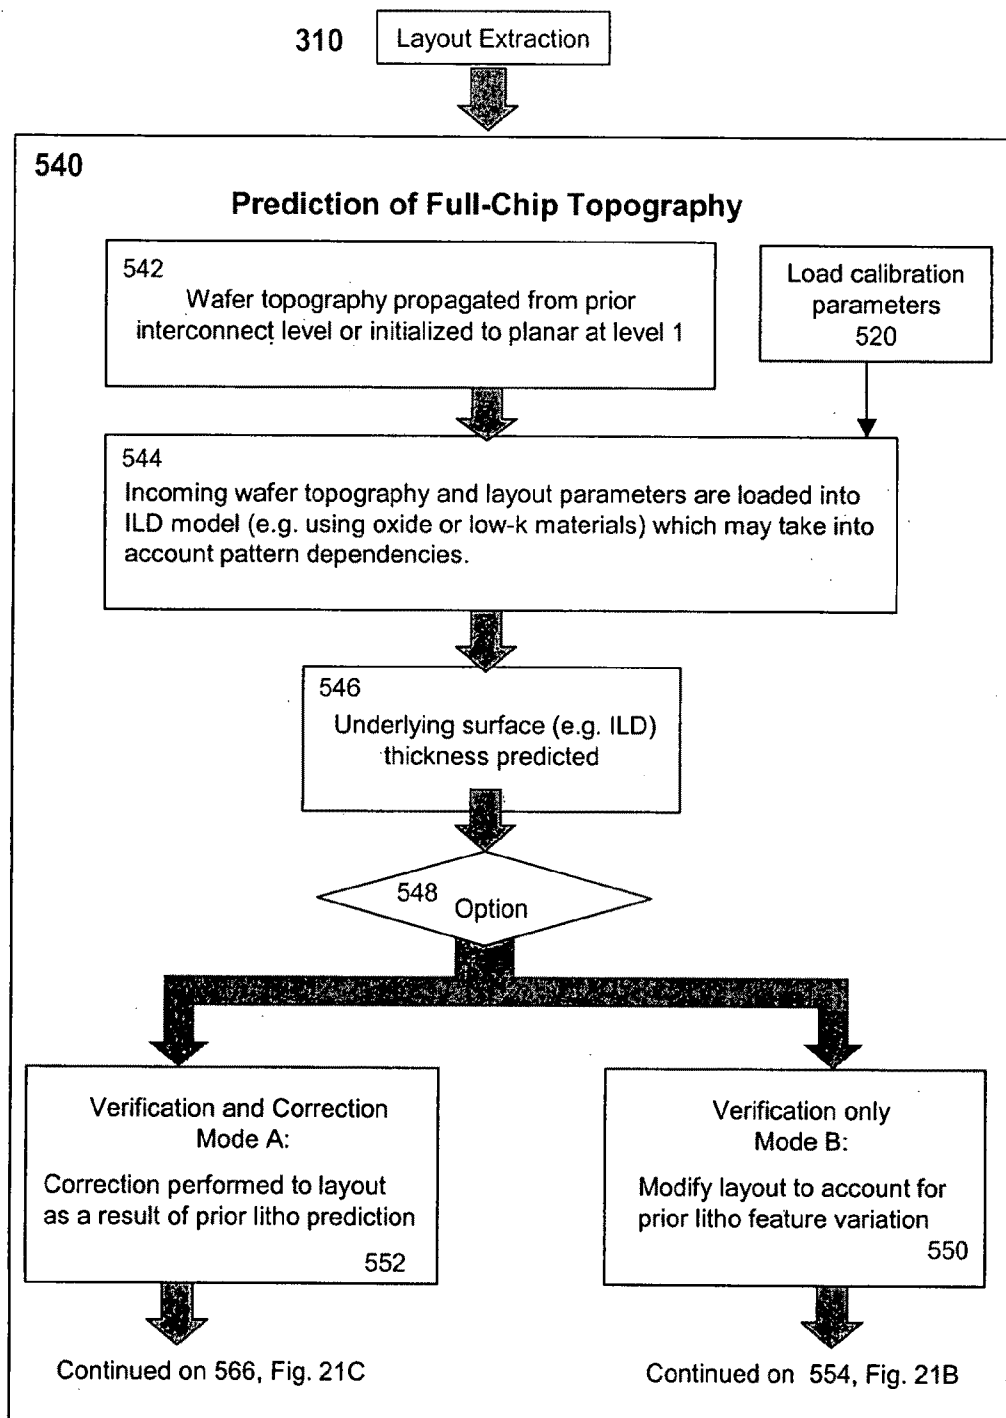 310
Layout Extraction
540
Prediction of Full-Chip Topography
542
Wafer topography propagated from prior
interconnect level or initialized to planar at level 1
Load calibration
parameters
520
544
Incoming wafer topography and layout parameters are loaded into
ILD model (e.g. using oxide or low-k materials) which may take into
account pattern dependencies.
546
Underlying surface (e.g. ILD)
thickness predicted
548
Option
Verification and Correction
Mode A:
Correction performed to layout
as a result of prior litho prediction
552
Verification only
Mode B:
Modify layout to account for
prior litho feature variation
550
Continued on 566, Fig. 21C
Continued on 554, Fig. 21B